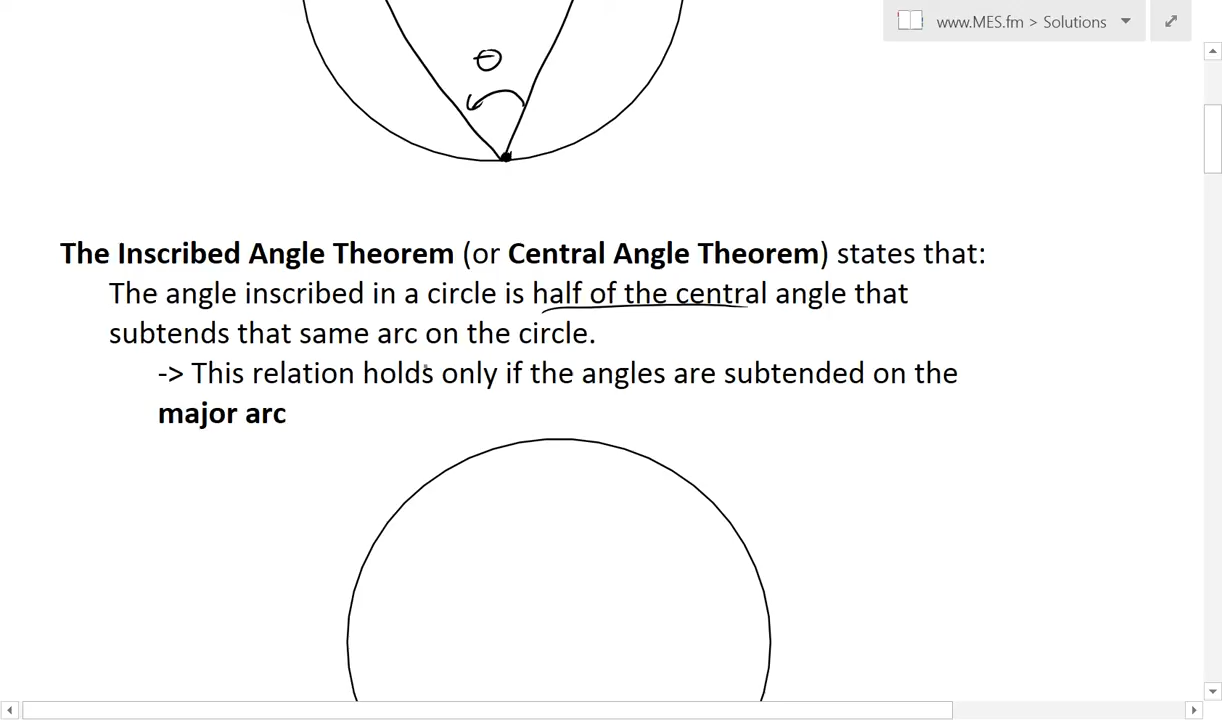 www.MES.fm > Solutions
θ
The Inscribed Angle Theorem (or Central Angle Theorem) states that:
The angle inscribed in a circle is half of the central angle that
subtends that same arc on the circle.
-> This relation holds only if the angles are subtended on the
major arc